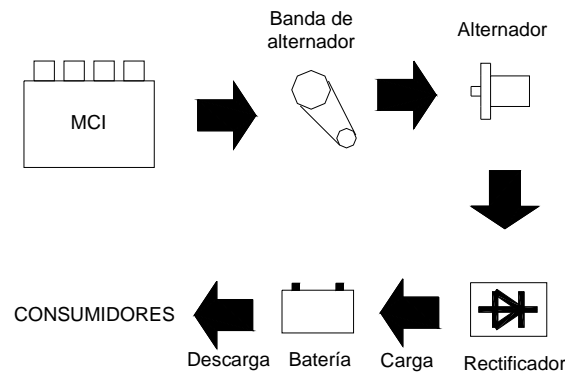 Banda de
alternador
Alternador
MCI
CONSUMIDORES
Descarga
Batería
Carga
Rectificador